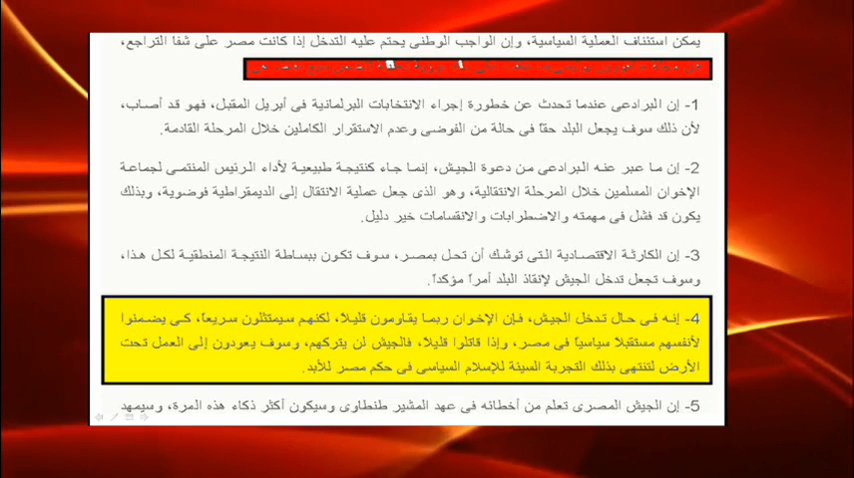 يمكن استئناف العملية السياسية، وإن الواجب الوطنى يحتم عليه التدخل إذا كانت مصر على شفا التراجع،
1- إن البرادعى عندما تحدث عن خطورة إجراء الانتخابات البرلمانية فى أبريل المقبل، فهو قد أصاب،
لأن ذلك سوف يجعل البلد حقا فى حالة من الفوضى وعدم الاستقرار الكاملين خلال المرحلة القادمة.
2- إن ما عبر عنه البرادعى من دعوة الجيش، إنما جاء كنتيجة طبيعية لأداء الرئيس المنتمى لجماعة
الإخوان المسلمين خلال المرحلة الانتقالية، وهو الذى جعل عملية الانتقال إلى الديمقراطية فوضوية، وبذلك
يكون قد فشل فى مهمته والاضطرابات والانقسامات خير دليل.
3- إن الكارثة الاقتصادية التى توشك أن تحل بمصر، سوف تكون ببساطة النتيجة المنطقية لكل هذا،
وسوف تجعل تدخل الجيش لإنقاذ البلد أمراً مؤكداً.
4- إنه فى حال تدخل الجيش، فإن الإخوان ربما يقاومون قليلا، لكنهم سيمتثلون سريعا، كى يضمنوا
لأنفسهم مستقبلا سياسيا فى مصر، وإذا قاتلوا قليلا، فالجيش لن يتركهم، وسوف يعودون إلى العمل تحت
الأرض لتنتهى بذلك التجربة السيئة للإسلام السياسى فى حكم مصر للأبد.
5- إن الجيش المصرى تعلم من أخطائه فى عهد المشير طنطاوى وسيكون أكثر ذكاء هذه المرة، وسيمهد